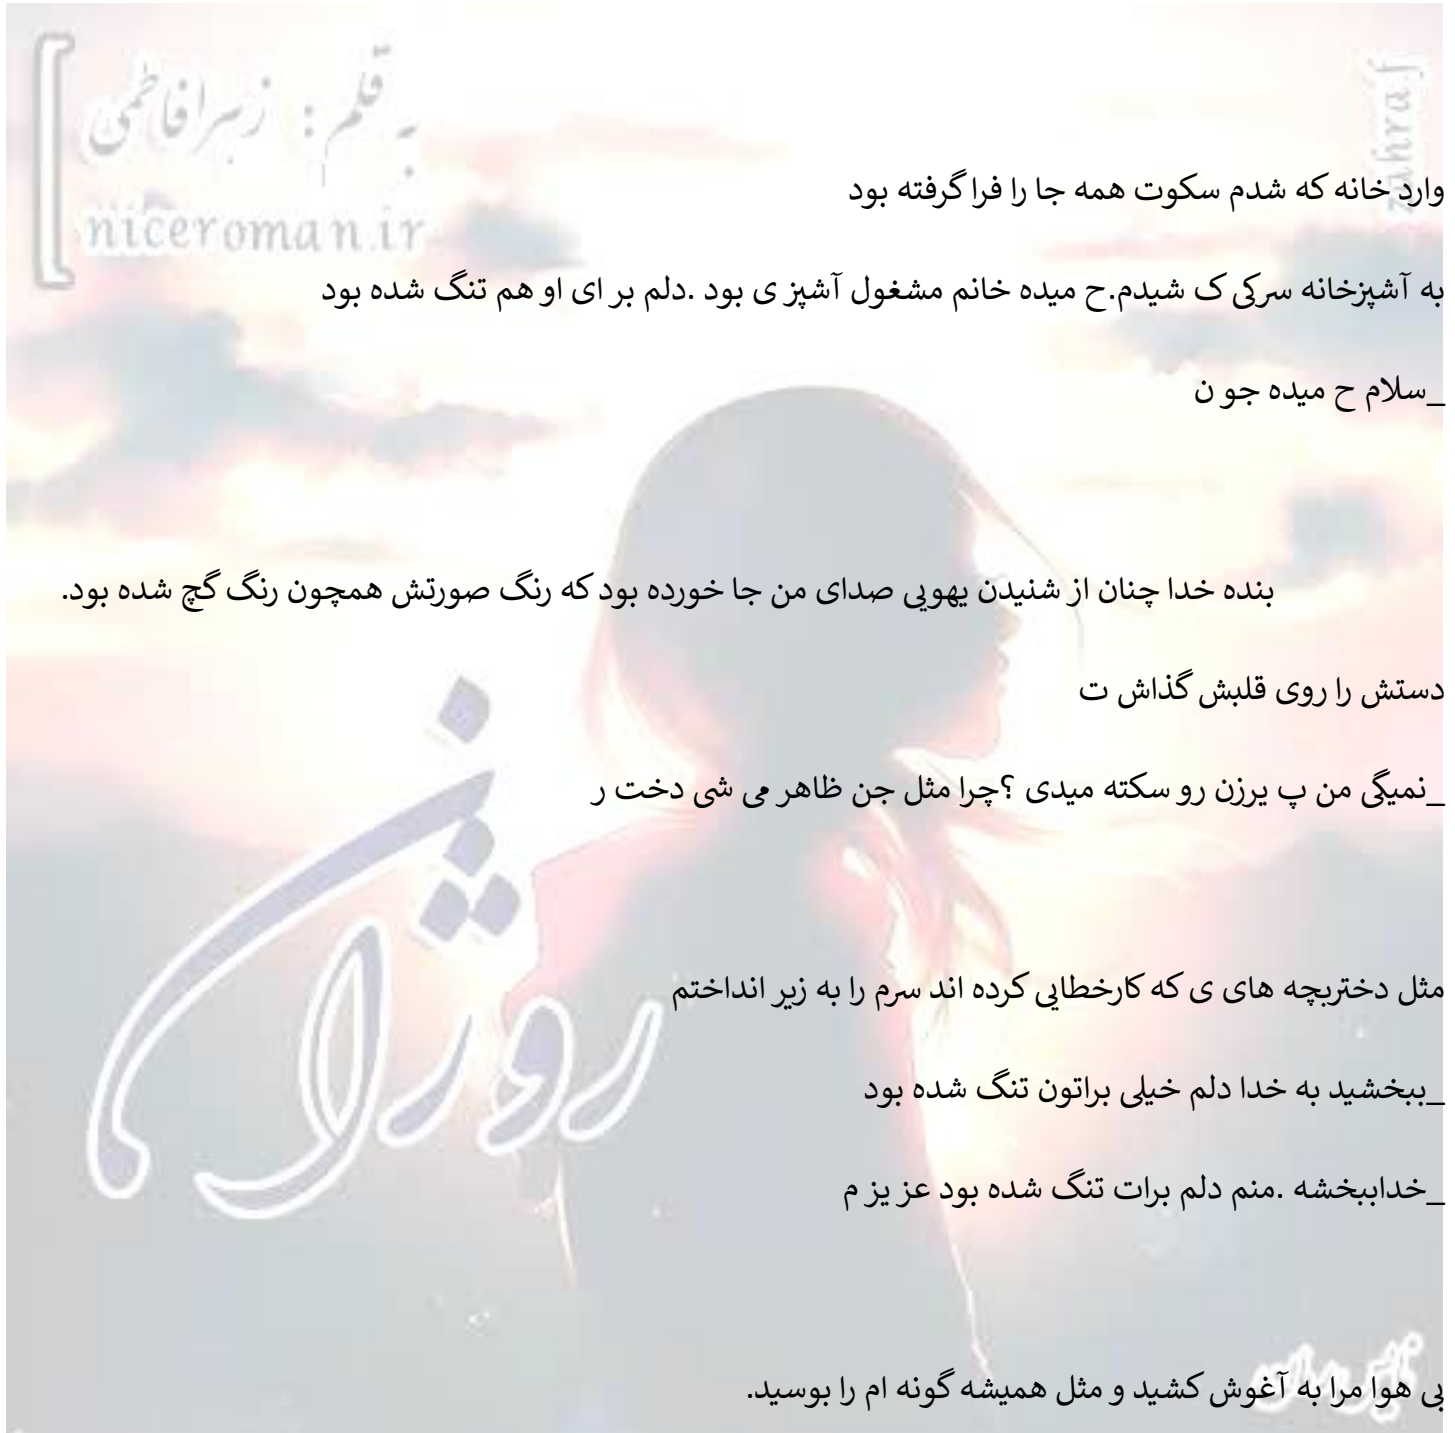 به قلم : زهرا فاطمی
niceroman.ir
zahra f
وارد خانه که شدم سکوت همه جا را فرا گرفته بود
به آشپزخانه سرکی ک شیدم.ح میده خانم مشغول آشپز ی بود .دلم بر ای او هم تنگ شده بود
_سلام ح میده جو ن
بنده خدا چنان از شنیدن یهویی صدای من جا خورده بود که رنگ صورتش همچون رنگ گچ شده بود.
دستش را روی قلبش گذاش ت
_نمیگی من پ یرزن رو سکته میدی ؟چرا مثل جن ظاهر می شی دخت ر
مثل دختربچه های ی که کارخطایی کرده اند سرم را به زیر انداختم
_ببخشید به خدا دلم خیلی براتون تنگ شده بود
_خداببخشه .منم دلم برات تنگ شده بود عز یز م
روژان
بی هوا مرا به آغوش کشید و مثل همیشه گونه ام را بوسید.